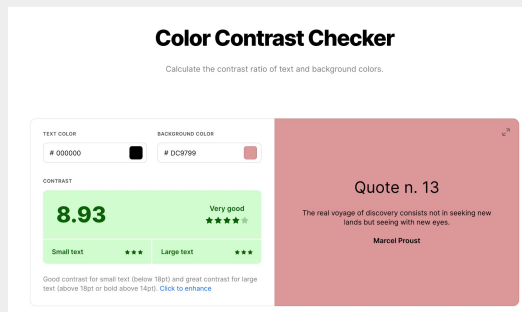 Color Contrast Checker
Calculate the contrast ratio of text and background colors.
TEXT COLOR
# 000000
BACKGROUND COLOR
# DC9799
CONTRAST
8.93
Very good
Small text
Large text
Good contrast for small text (below 18pt) and great contrast for large
text (above 18pt or bold above 14pt). Click to enhance
Quote n. 13
The real voyage of discovery consists not in seeking new
lands but seeing with new eyes.
Marcel Proust